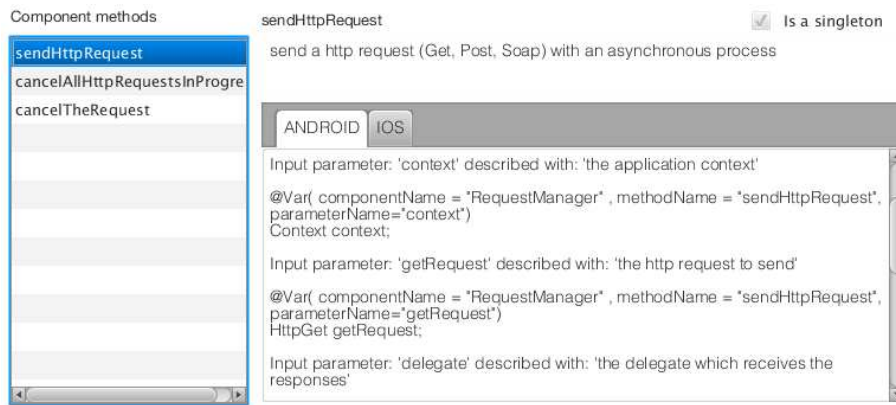 Component methods
sendHttpRequest
cancelAllHttpRequestsInProgre
cancelTheRequest
sendHttpRequest
Is a singleton
send a http request (Get, Post, Soap) with an asynchronous process
ANDROID
IOS
Input parameter: 'context' described with: 'the application context'
@Var( componentName = "RequestManager" , methodName = "sendHttpRequest",
parameterName="context")
Context context;
Input parameter: 'getRequest' described with: 'the http request to send'
@Var( componentName = "RequestManager" , methodName = "sendHttpRequest",
parameterName="getRequest")
HttpGet getRequest;
Input parameter: 'delegate' described with: 'the delegate which receives the
responses'